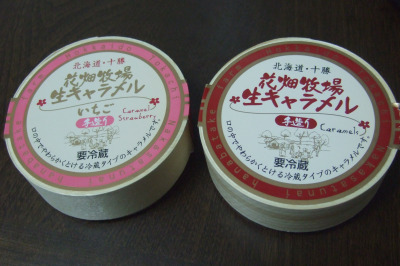 北海道・十勝
花畑牧場
生キャラメル
いちご
Caramel
Strawberry
手造り
要冷蔵
口の中でやわらかくとける冷蔵タイプのキャラメルです。
北海道・十勝
花畑牧場
生キャラメル
手造り
Caramel
要冷蔵
口の中でやわらかくとける冷蔵タイプのキャラメルです。